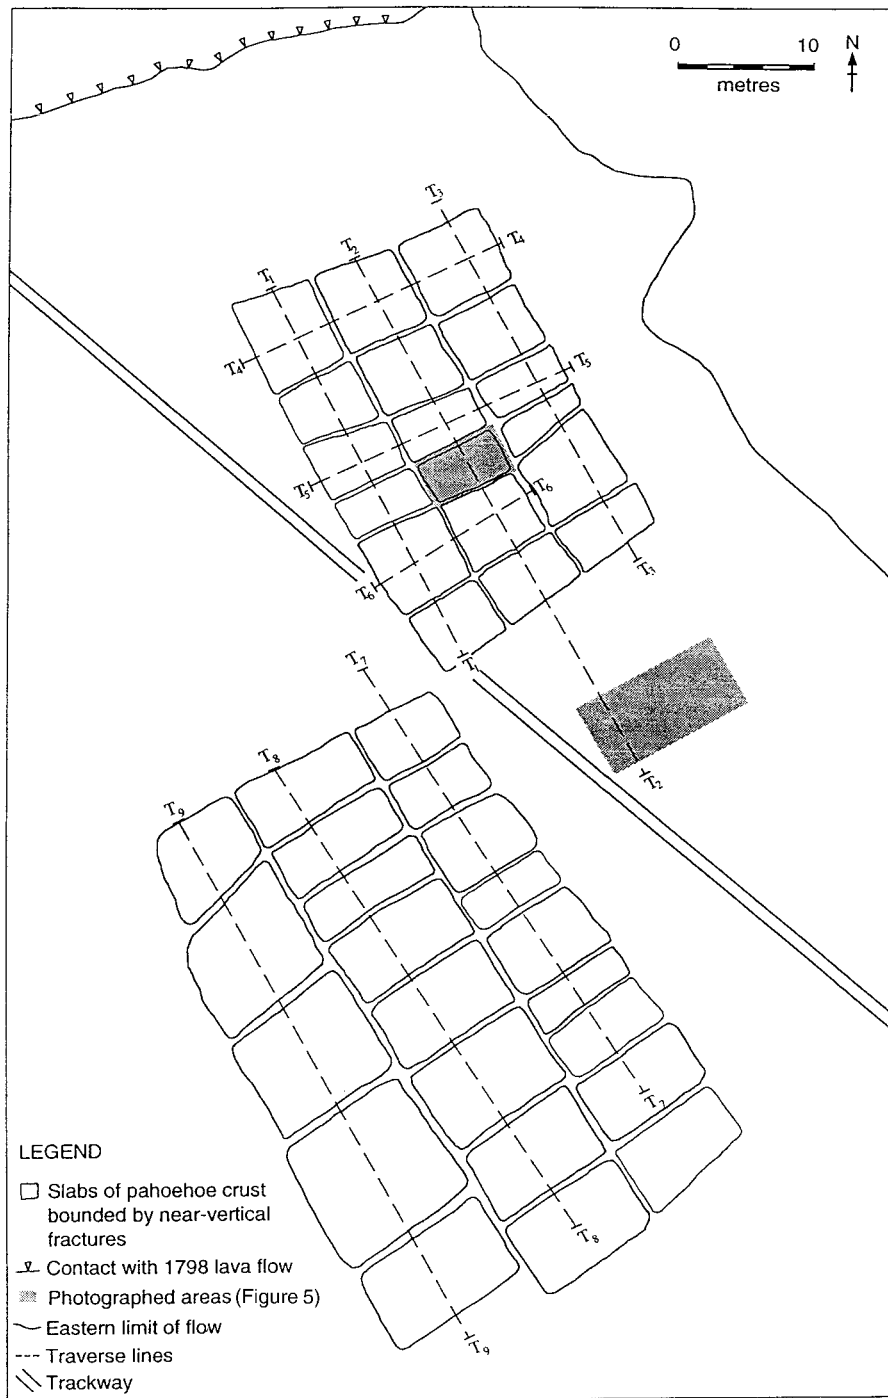 0 10 N
metres
T3
T4
T2
T1
T4
T5
T5
T6
T6
T3
T7
T1
T8
T2
T9
T7
T8
T9
LEGEND
Slabs of pahoehoe crust
bounded by near-vertical
fractures
Contact with 1798 lava flow
Photographed areas (Figure 5)
Eastern limit of flow
Traverse lines
Trackway